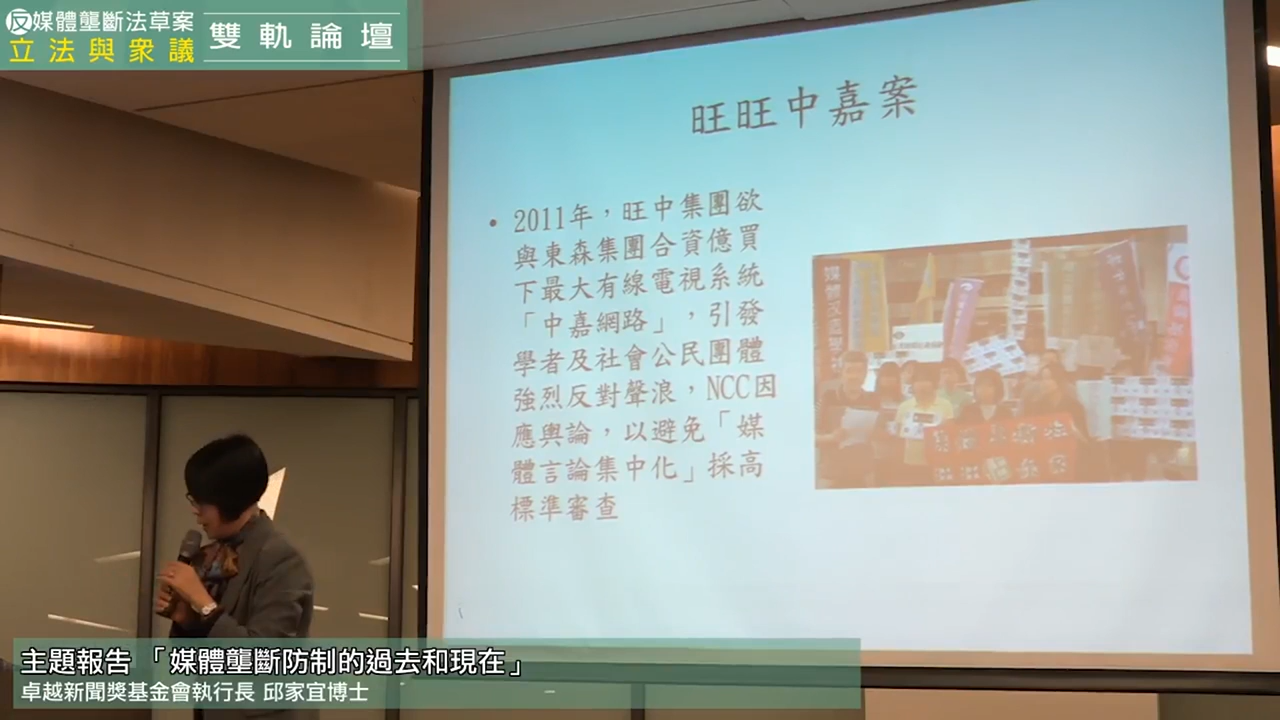 反媒體壟斷法草案
立法與眾議
雙軌論壇
旺旺中嘉案
• 2011年，旺中集團欲
與東森集團合資億買
下最大有線電視系統
「中嘉網路」，引發
學者及社會公民團體
強烈反對聲浪，NCC因
應輿論，以避免「媒
體言論集中化」採高
標準審查
主題報告 「媒體壟斷防制的過去和現在」
卓越新聞獎基金會執行長 邱家宜博士